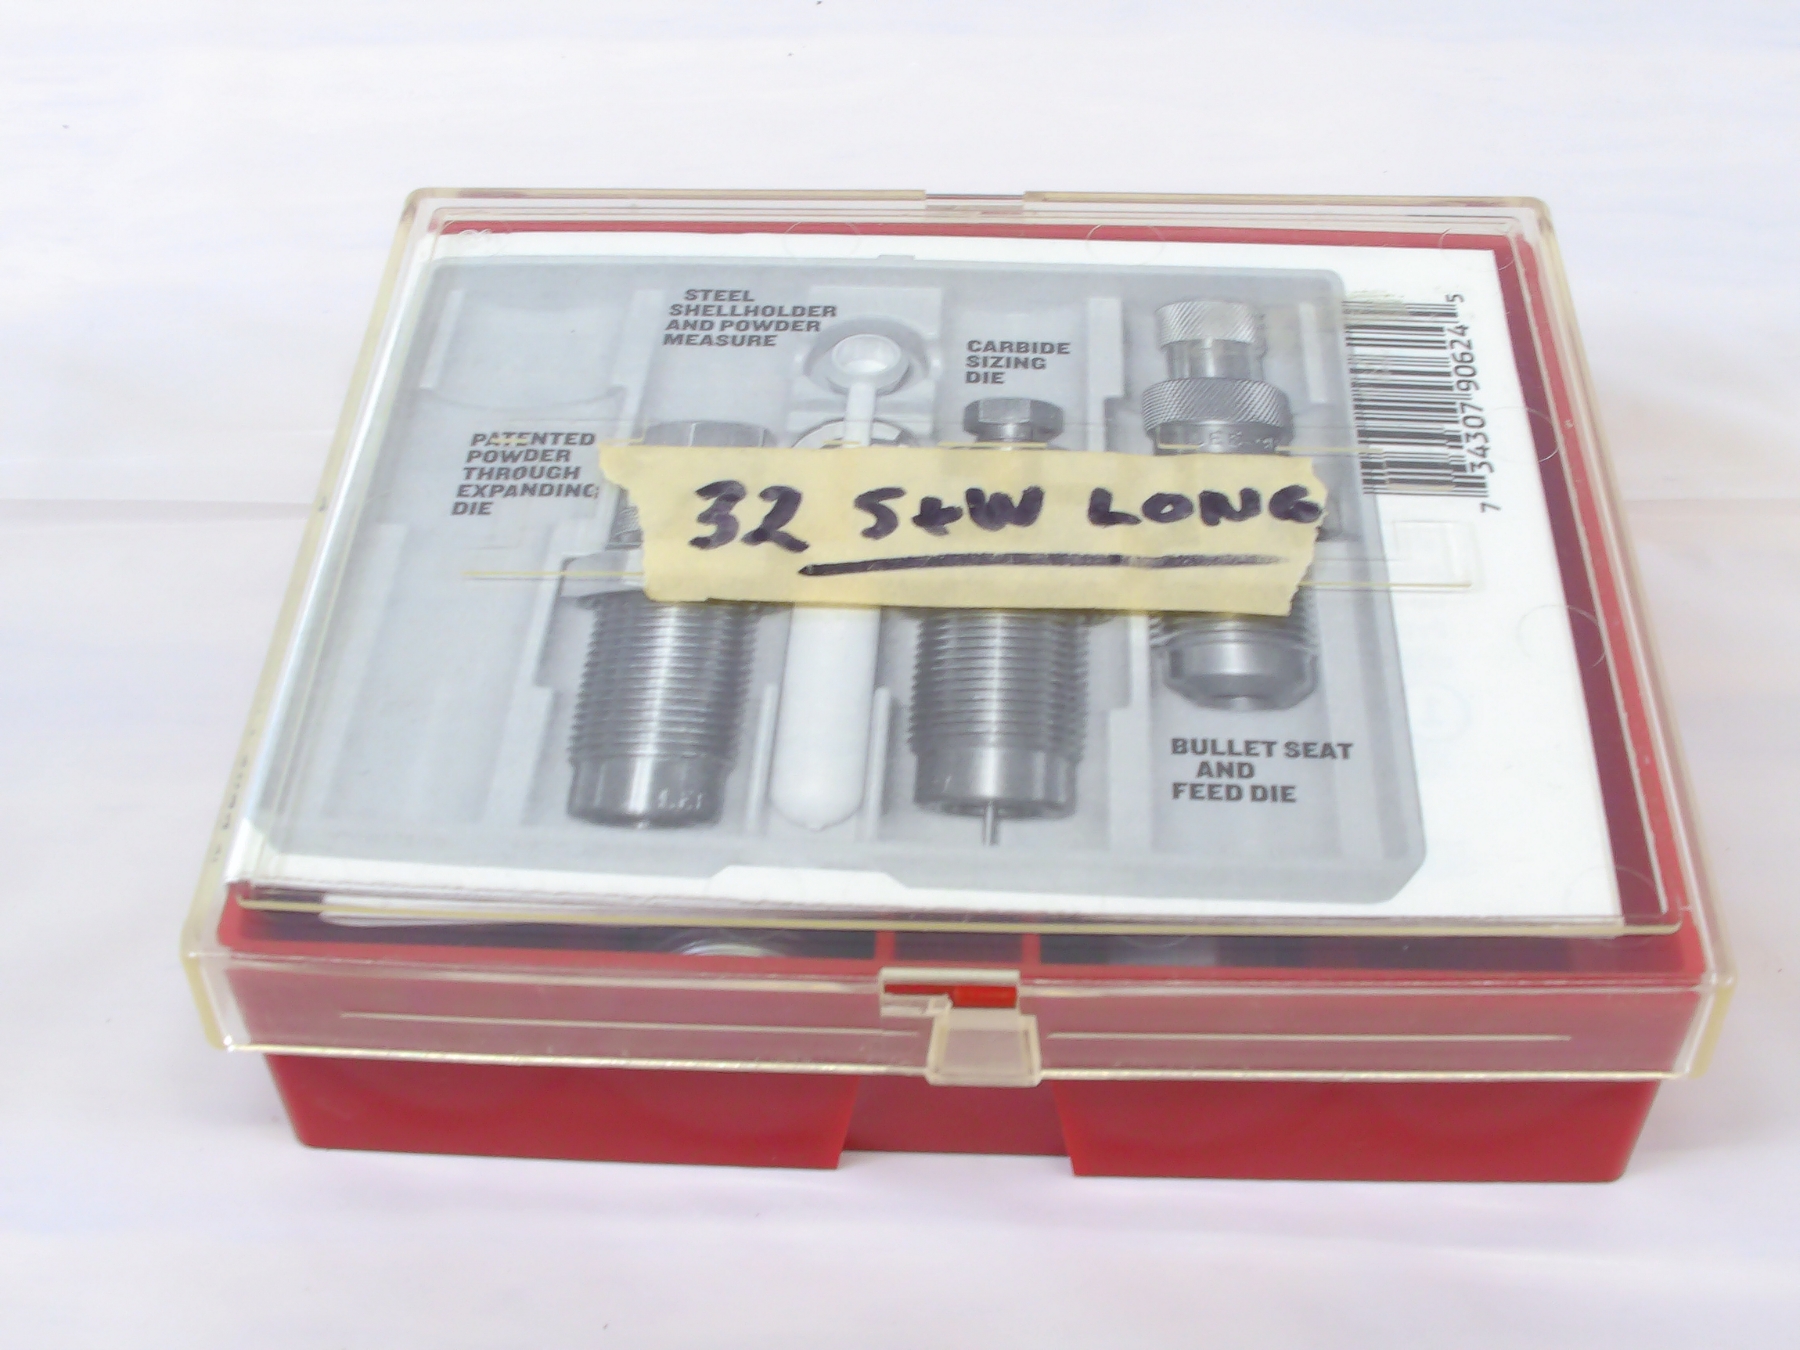 STEEL
SHELLHOLDER
AND POWDER
MEASURE
CARBIDE
SIZING
DIE
PATENTED
POWDER
THROUGH
EXPANDING
DIE
32 S+W LONG
BULLET SEAT
AND
FEED DIE
7 34307 90624 5